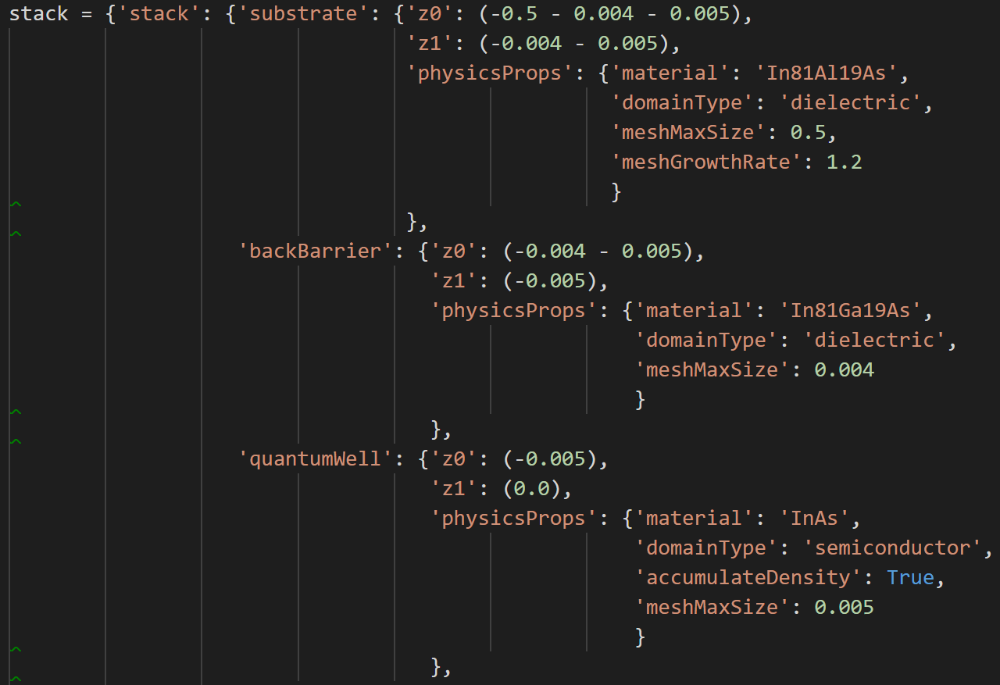 stack = {'stack': {'substrate': {'z0': (-0.5 - 0.004 - 0.005),
'z1': (-0.004 - 0.005),
'physicsProps': {'material': 'In81Al19As',
'domainType': 'dielectric',
'meshMaxSize': 0.5,
'meshGrowthRate': 1.2
}
},
'backBarrier': {'z0': (-0.004 - 0.005),
'z1': (-0.005),
'physicsProps': {'material': 'In81Ga19As',
'domainType': 'dielectric',
'meshMaxSize': 0.004
}
},
'quantumWell': {'z0': (-0.005),
'z1': (0.0),
'physicsProps': {'material': 'InAs',
'domainType': 'semiconductor',
'accumulateDensity': True,
'meshMaxSize': 0.005
}
},